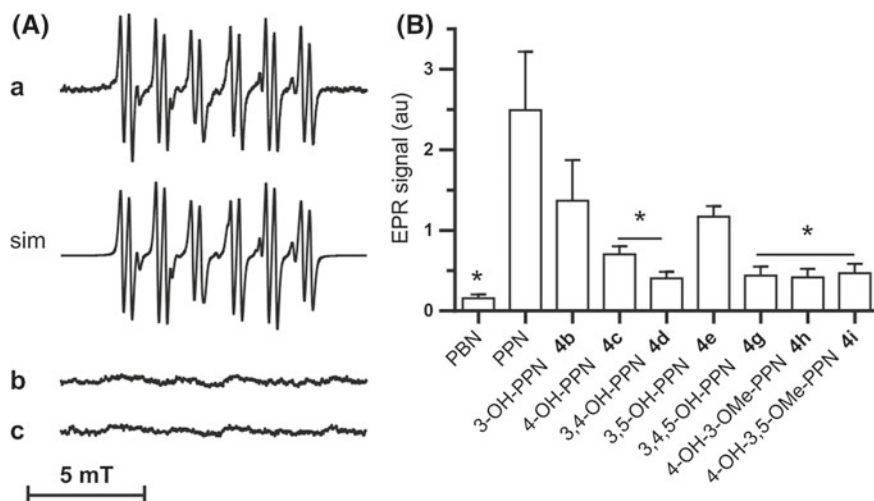 (A)
a
sim
b
c
5 mT
(B)
EPR signal (au)
3
2
1
0
*
*
*
PBN
PPN
3-OH-PPN 4b
4-OH-PPN 4c
3,4-OH-PPN 4d
3,5-OH-PPN 4e
3,4,5-OH-PPN 4g
4-OH-3-OMe-PPN 4h
4-OH-3,5-OMe-PPN 4i